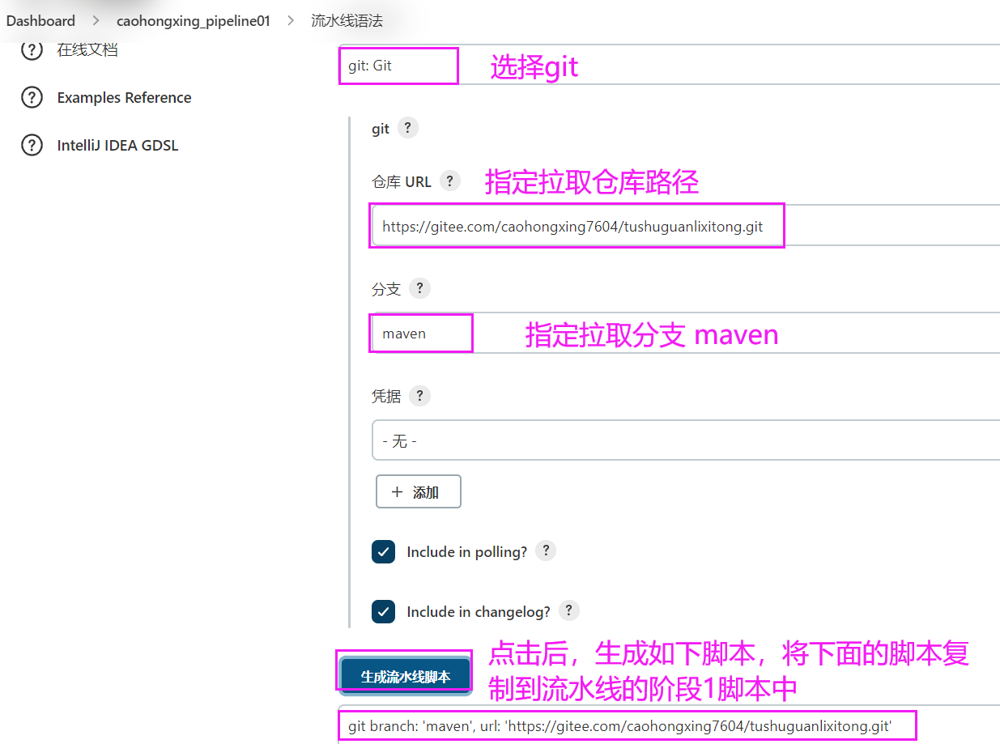 Dashboard > caohongxing_pipeline01 > 流水线语法
在线文档
Examples Reference
IntelliJ IDEA GDSL
git: Git 选择git
git ?
仓库 URL ? 指定拉取仓库路径
https://gitee.com/caohongxing7604/tushuguanlixitong.git
分支 ?
maven 指定拉取分支 maven
凭据 ?
- 无 -
+ 添加
Include in polling? ?
Include in changelog? ?
点击后，生成如下脚本，将下面的脚本复
制到流水线的阶段1脚本中
生成流水线脚本
git branch: 'maven', url: 'https://gitee.com/caohongxing7604/tushuguanlixitong.git'